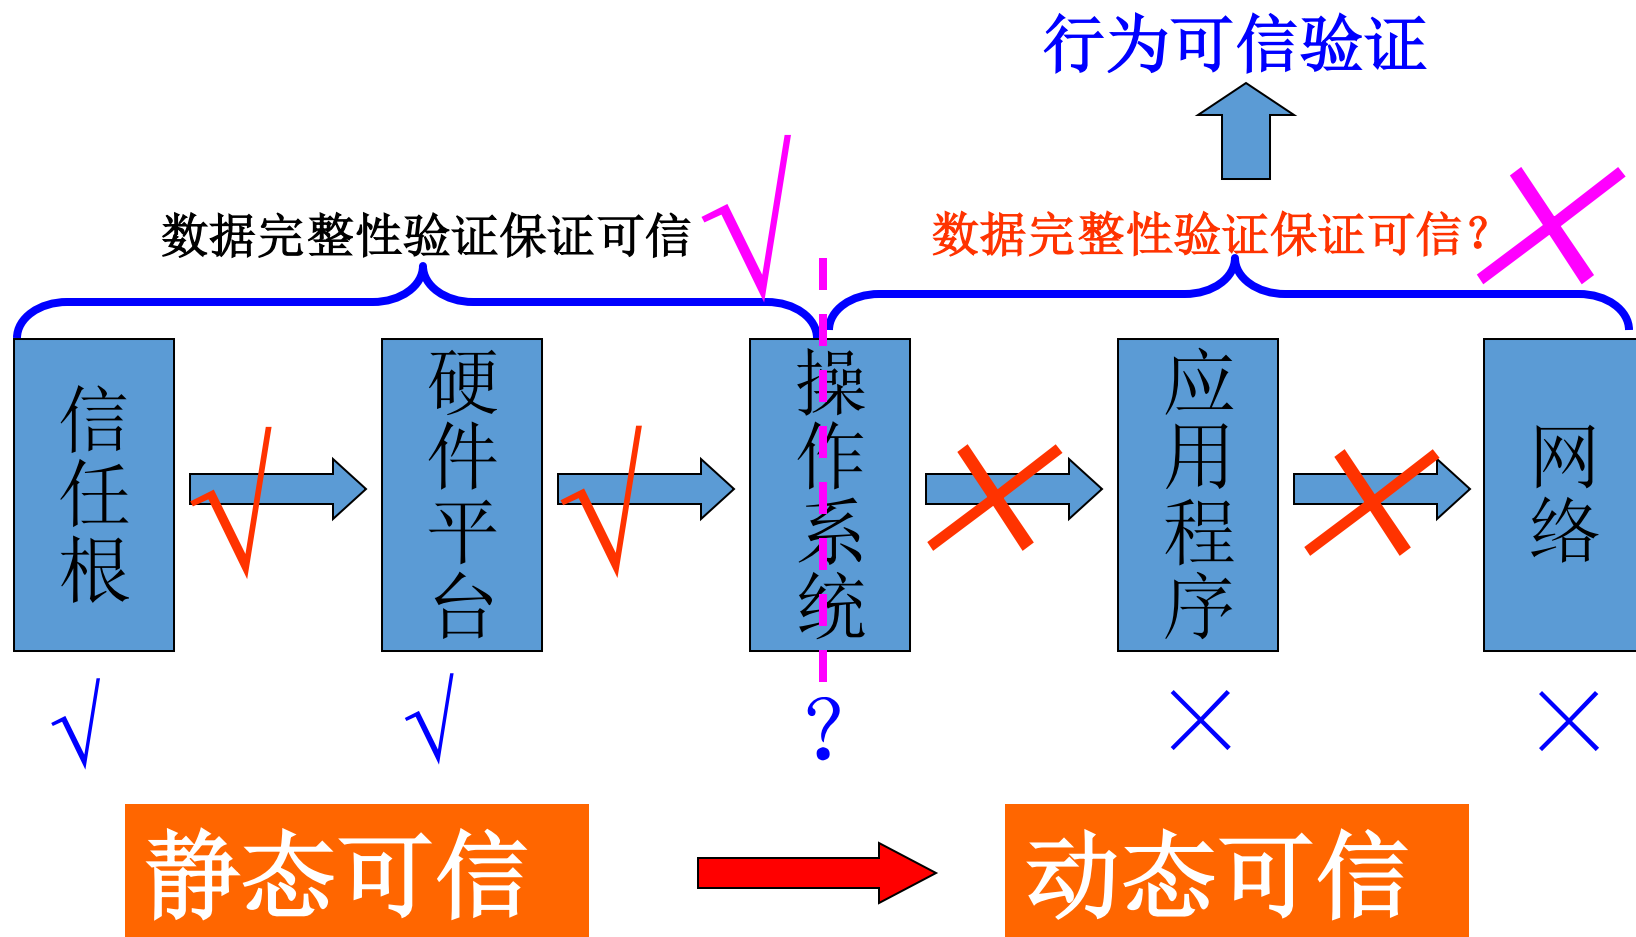 行为可信验证
数据完整性验证保证可信 √
数据完整性验证保证可信？ ×
信任根
√
硬件平台
√
操作系统
×
应用程序
×
网络
√
√
？
×
×
静态可信
动态可信